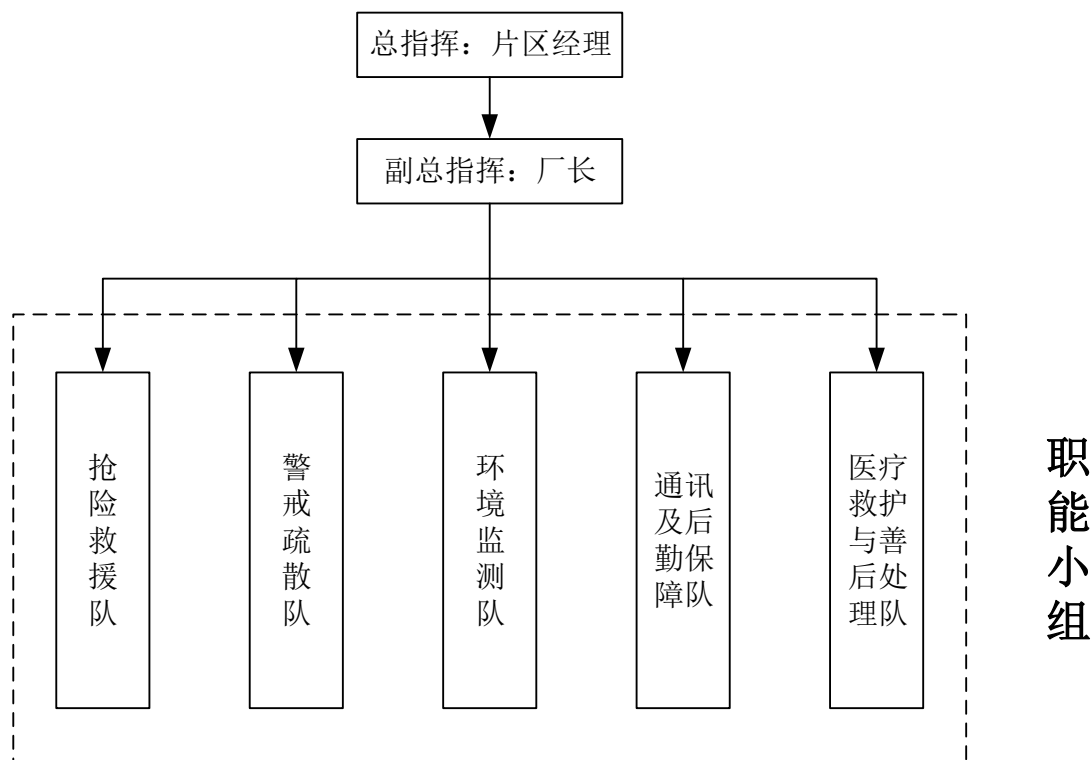 总指挥：片区经理
副总指挥：厂长
抢险救援队
警戒疏散队
环境监测队
通讯
及后
勤保
障队
医疗
救护
与善
后处
理队
职能小组